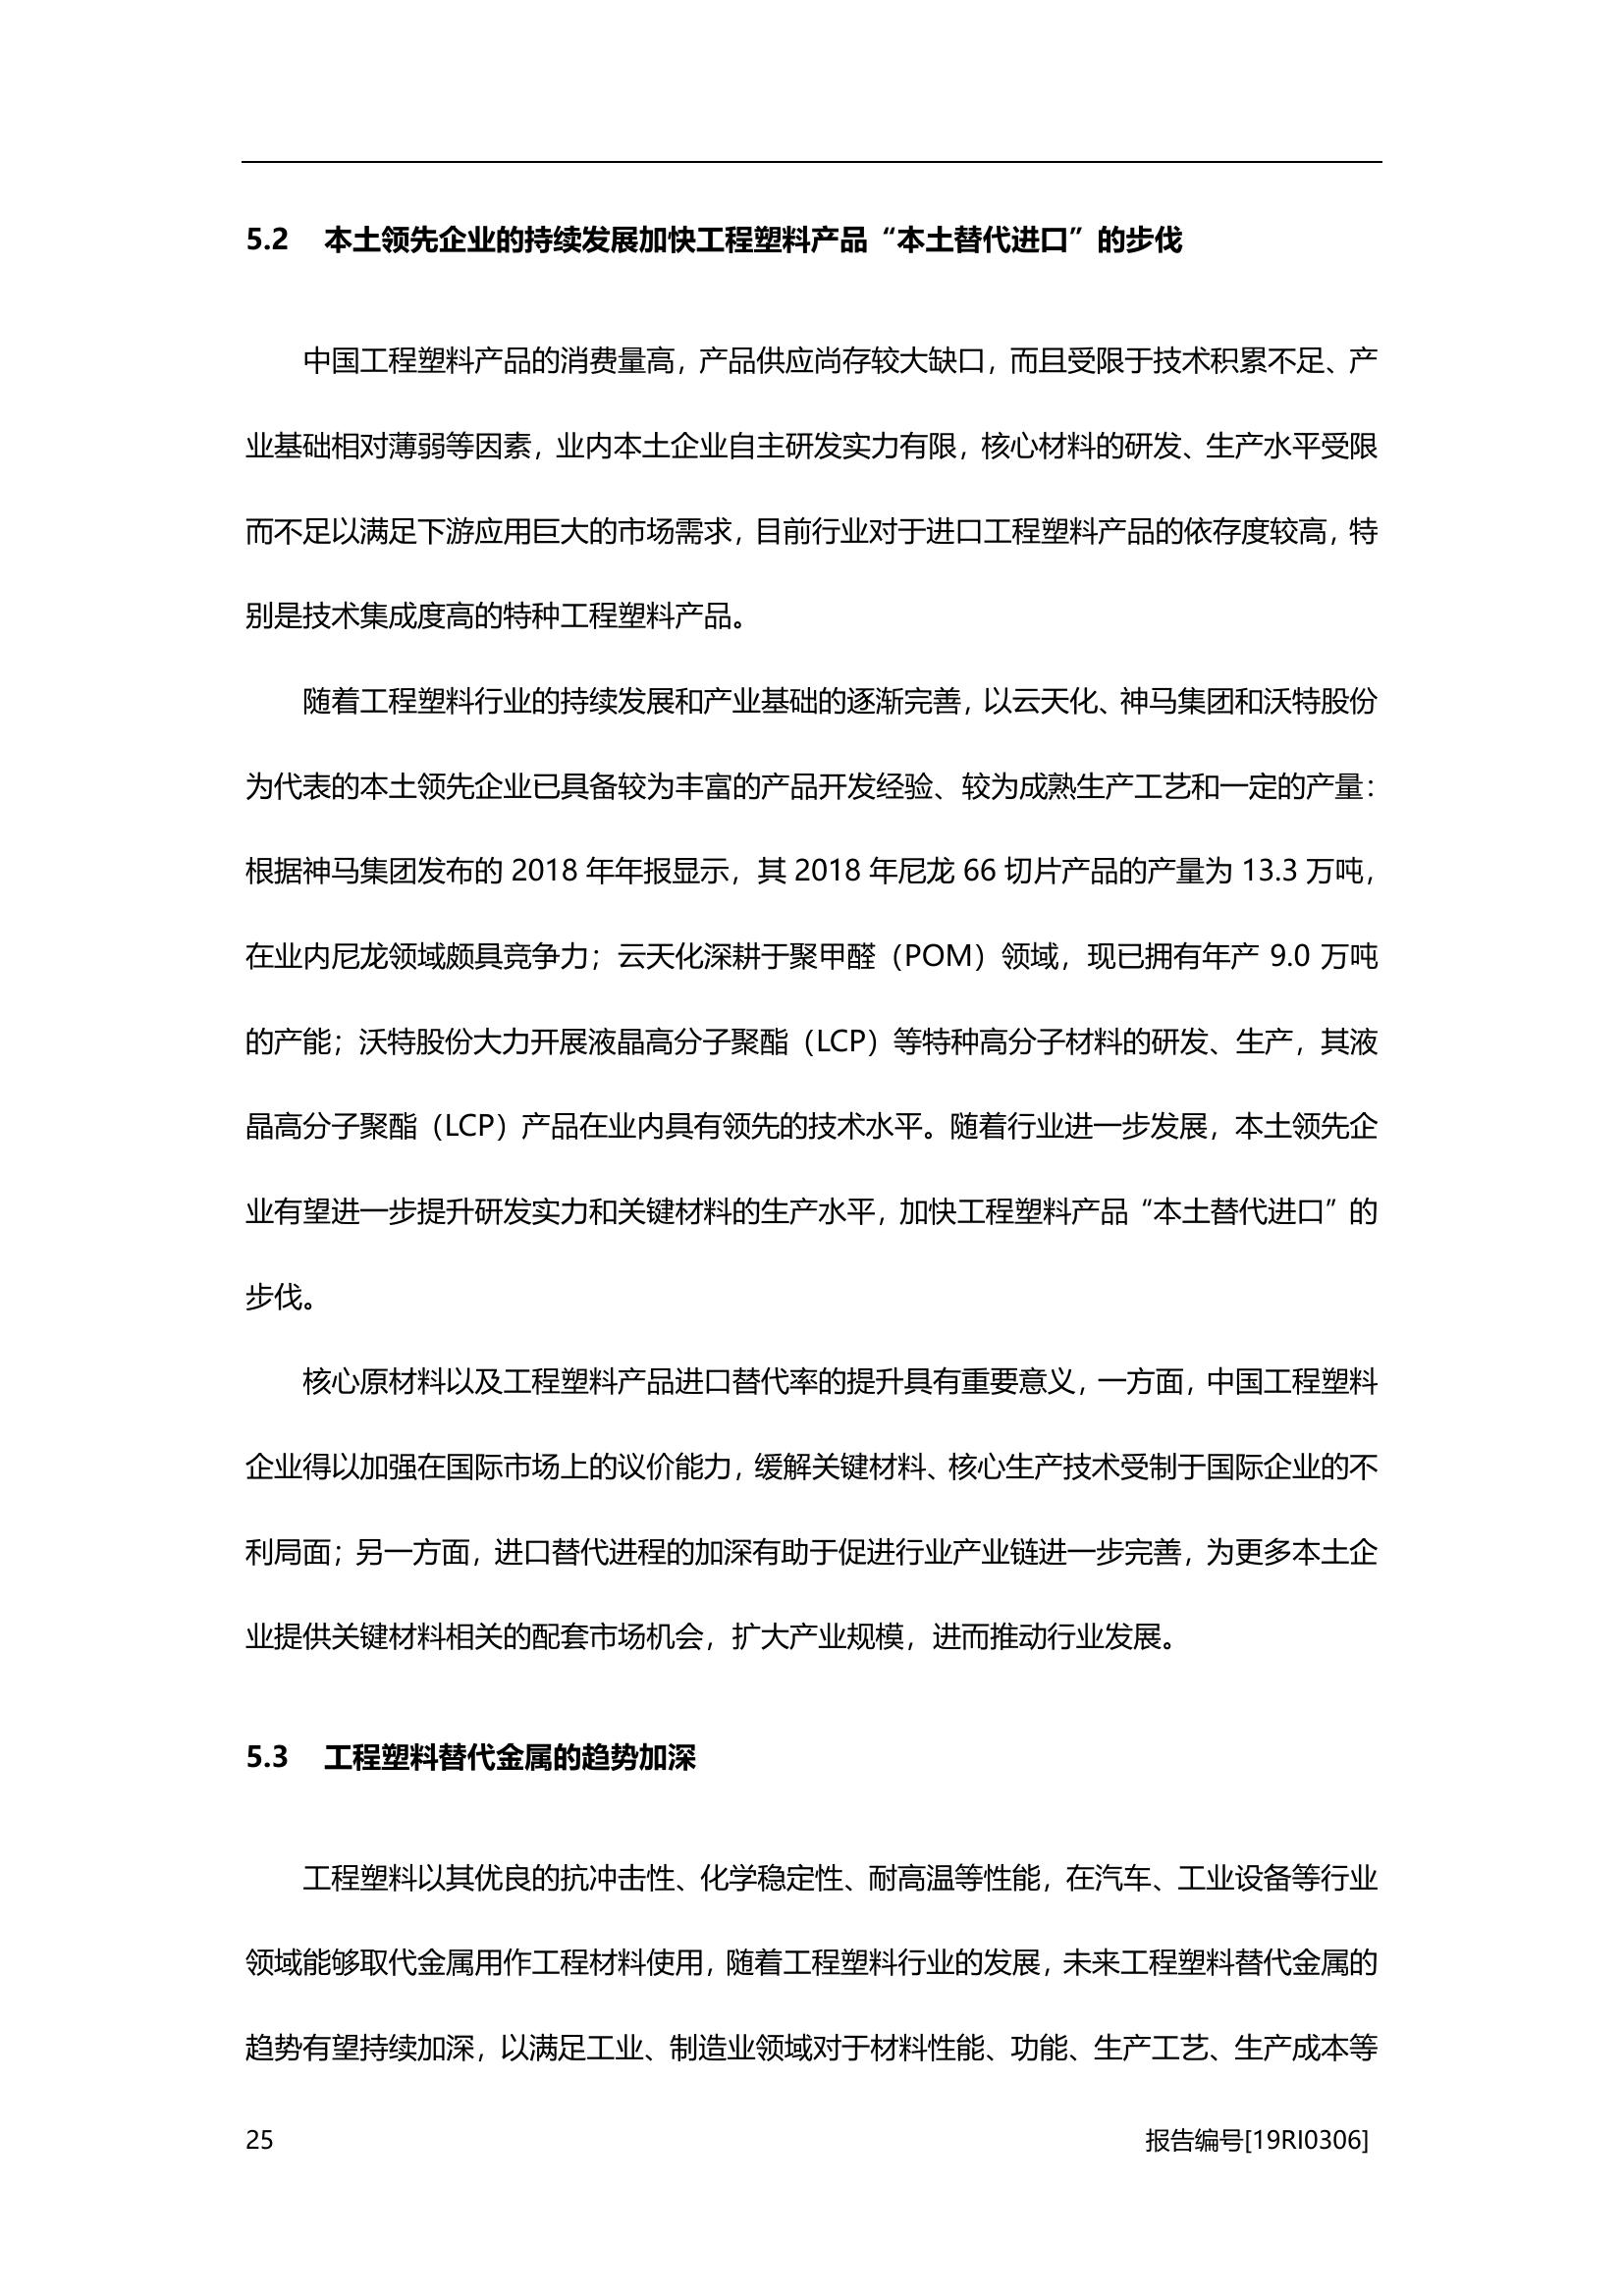 5.2 本土领先企业的持续发展加快工程塑料产品“本土替代进口”的步伐
中国工程塑料产品的消费量高，产品供应尚存较大缺口，而且受限于技术积累不足、产
业基础相对薄弱等因素，业内本土企业自主研发实力有限，核心材料的研发、生产水平受限
而不足以满足下游应用巨大的市场需求，目前行业对于进口工程塑料产品的依存度较高，特
别是技术集成度高的特种工程塑料产品。
随着工程塑料行业的持续发展和产业基础的逐渐完善，以云天化、神马集团和沃特股份
为代表的本土领先企业已具备较为丰富的产品开发经验、较为成熟生产工艺和一定的产量：
根据神马集团发布的 2018 年年报显示，其 2018 年尼龙 66 切片产品的产量为 13.3 万吨，
在业内尼龙领域颇具竞争力；云天化深耕于聚甲醛（POM）领域，现已拥有年产 9.0 万吨
的产能；沃特股份大力开展液晶高分子聚酯（LCP）等特种高分子材料的研发、生产，其液
晶高分子聚酯（LCP）产品在业内具有领先的技术水平。随着行业进一步发展，本土领先企
业有望进一步提升研发实力和关键材料的生产水平，加快工程塑料产品“本土替代进口”的
步伐。
核心原材料以及工程塑料产品进口替代率的提升具有重要意义，一方面，中国工程塑料
企业得以加强在国际市场上的议价能力，缓解关键材料、核心生产技术受制于国际企业的不
利局面；另一方面，进口替代进程的加深有助于促进行业产业链进一步完善，为更多本土企
业提供关键材料相关的配套市场机会，扩大产业规模，进而推动行业发展。
5.3 工程塑料替代金属的趋势加深
工程塑料以其优良的抗冲击性、化学稳定性、耐高温等性能，在汽车、工业设备等行业
领域能够取代金属用作工程材料使用，随着工程塑料行业的发展，未来工程塑料替代金属的
趋势有望持续加深，以满足工业、制造业领域对于材料性能、功能、生产工艺、生产成本等
25 报告编号[19RI0306]